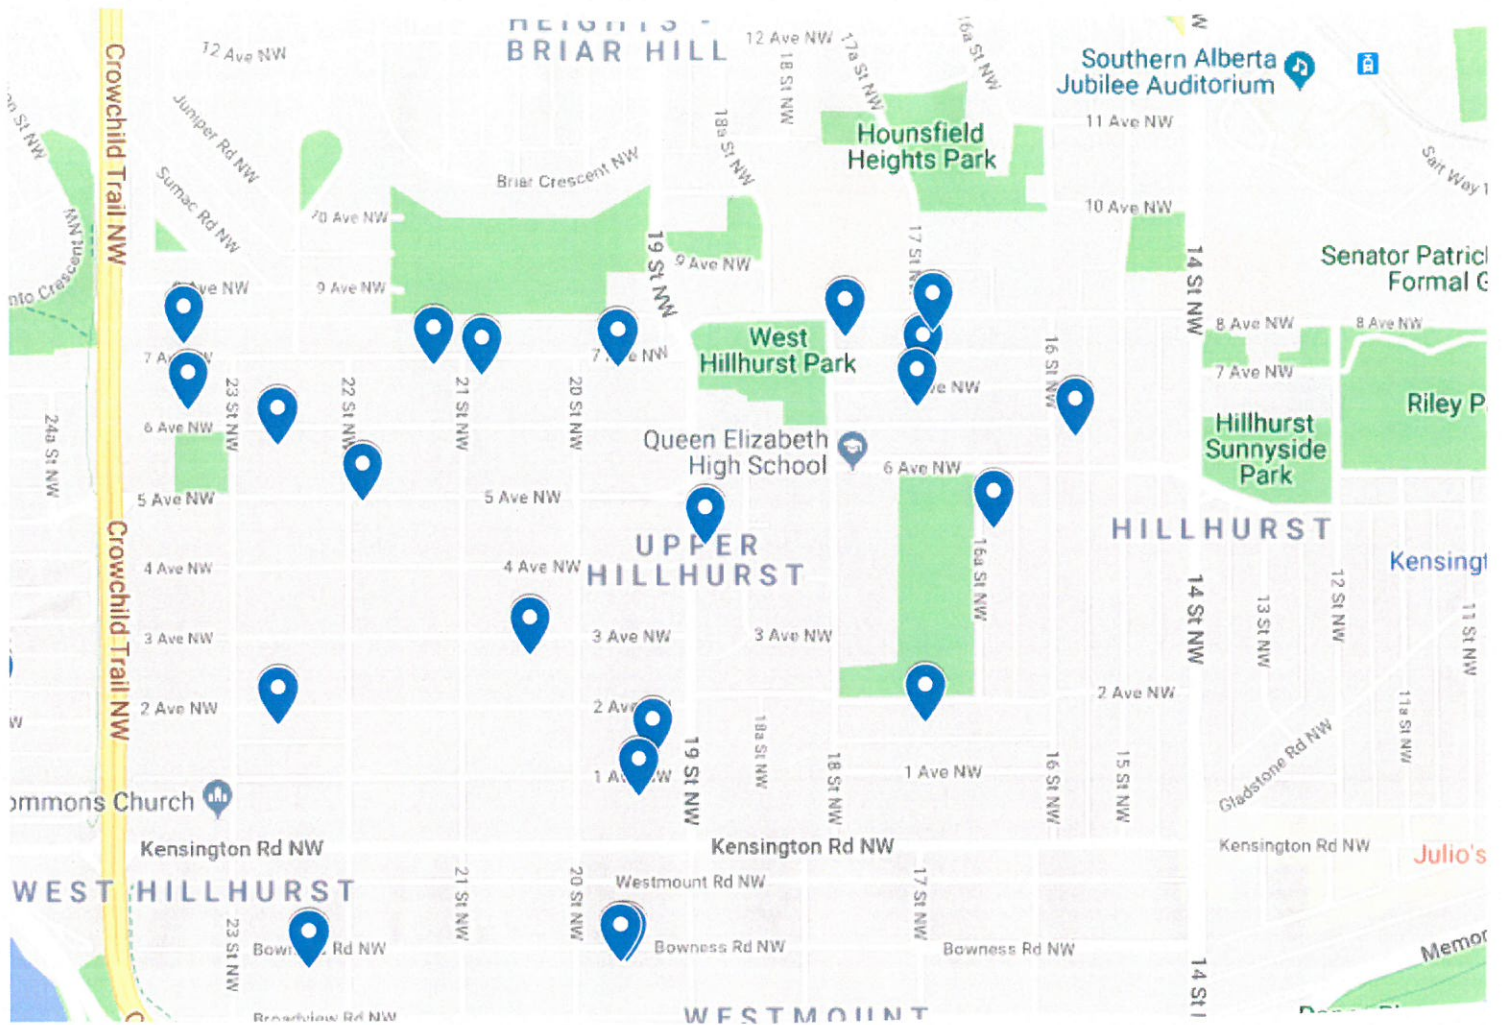 BRIAR HILL
12 Ave NW
12 Ave NW
18 St NW
17a St NW
16a St NW
W
Southern Alberta
Jubilee Auditorium
Juniper Rd NW
Sumac Rd NW
18a St NW
Hounsfield
Heights Park
11 Ave NW
Briar Crescent NW
10 Ave NW
10 Ave NW
Crowchild Trail NW
19 St NW
9 Ave NW
9 Ave NW
17 St N
14 St NW
Senator Patric
Formal G
8 Ave NW
8 Ave NW
West
Hillhurst Park
7 Ave NW
16 St NW
Riley P
23 St NW
22 St NW
21 St NW
20 St NW
24a St NW
6 Ave NW
Queen Elizabeth
High School
6 Ave NW
Hillhurst
Sunnyside
Park
5 Ave NW
5 Ave NW
HILLHURST
UPPER
HILLHURST
Crowchild Trail NW
4 Ave NW
4 Ave NW
16a St NW
14 St NW
13 St NW
12 St NW
11 St NW
3 Ave NW
3 Ave NW
3 Ave NW
2 Ave NW
2 Ave NW
11a St NW
Gladstone Rd NW
19 St NW
18a St NW
18 St NW
1 Ave NW
16 St NW
15 St NW
ommons Church
Kensington Rd NW
Kensington Rd NW
Kensington Rd NW
Julio's
WEST HILLHURST
Westmount Rd NW
23 St NW
21 St NW
20 St NW
17 St NW
Rd NW
Bowness Rd NW
Bowness Rd NW
14 St
WESTMOUNT